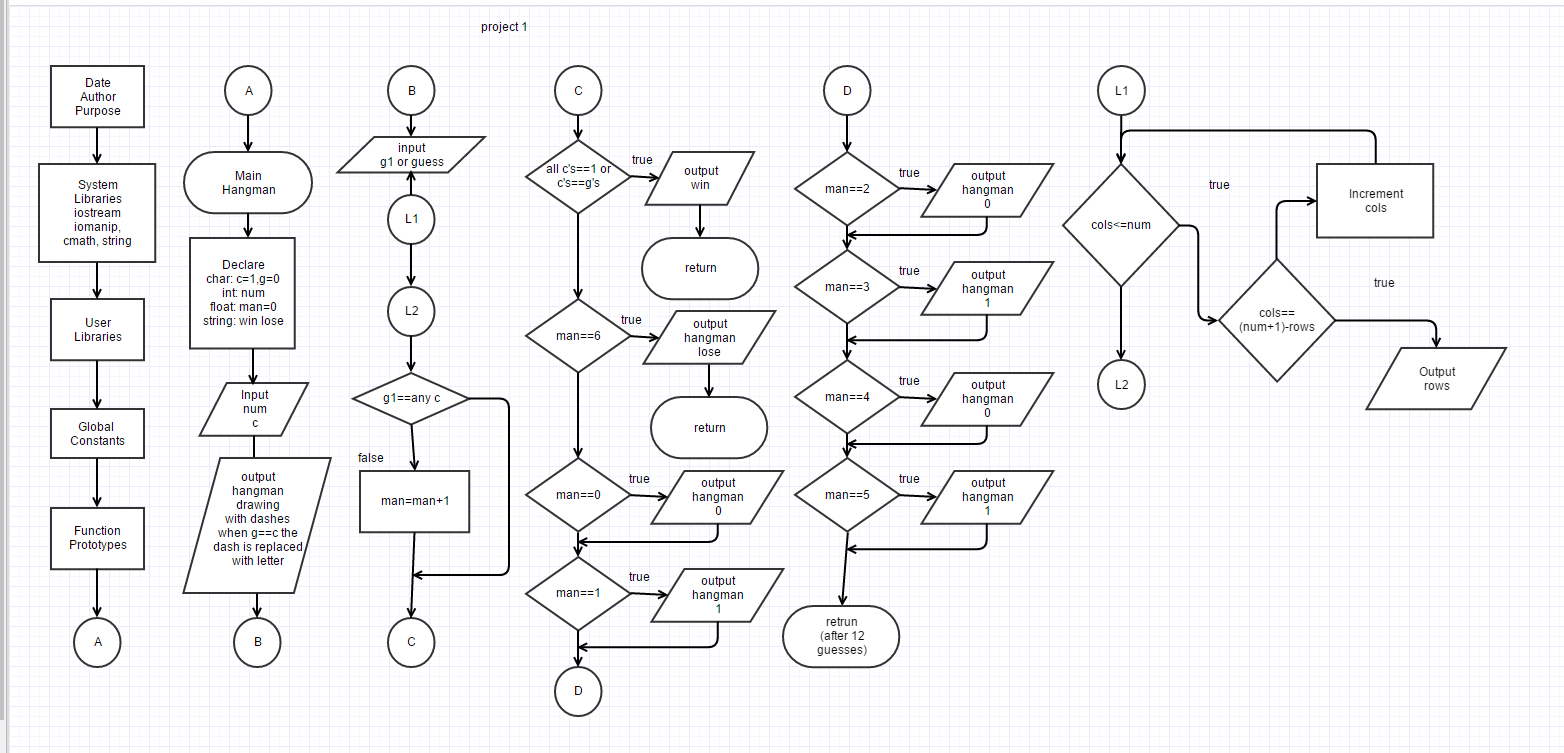 project 1
Date
Author
Purpose
System
Libraries
iostream
iomanip,
cmath, string
User
Libraries
Global
Constants
Function
Prototypes
A
A
Main
Hangman
Declare
char: c=1,g=0
int: num
float: man=0
string: win lose
Input
num
c
output
hangman
drawing
with dashes
when g==c the
dash is replaced
with letter
B
B
input
g1 or guess
L1
L2
g1==any c
false
man=man+1
C
C
all c's==1 or
c's==g's
true
output
win
return
man==6
true
output
hangman
lose
return
man==0
true
output
hangman
0
man==1
true
output
hangman
1
D
D
man==2
true
output
hangman
0
man==3
true
output
hangman
1
man==4
true
output
hangman
0
man==5
true
output
hangman
1
retrun
(after 12
guesses)
L1
cols<=num
true
Increment
cols
cols==
(num+1)-rows
true
Output
rows
L2